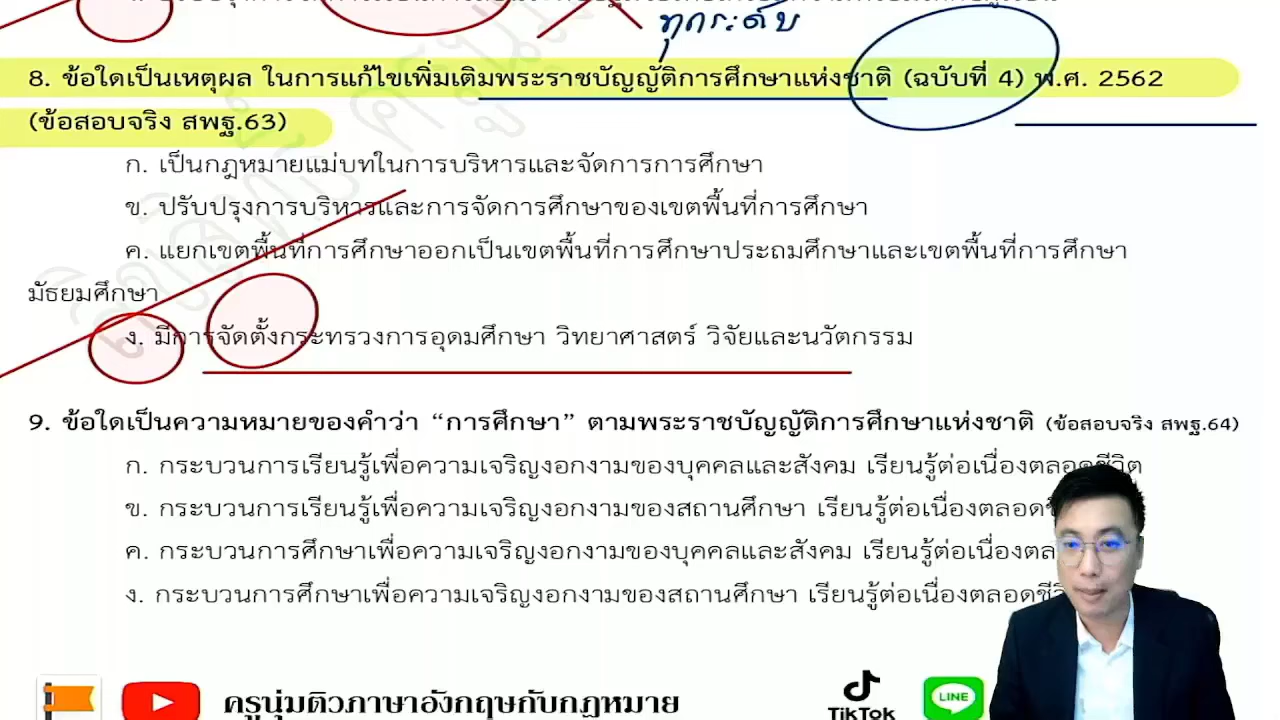 ทุกระดับ
8. ข้อใดเป็นเหตุผล ในการแก้ไขเพิ่มเติมพระราชบัญญัติการศึกษาแห่งชาติ (ฉบับที่ 4) พ.ศ. 2562
(ข้อสอบจริง สพฐ.63)
ก. เป็นกฎหมายแม่บทในการบริหารและจัดการการศึกษา
ข. ปรับปรุงการบริหารและการจัดการศึกษาของเขตพื้นที่การศึกษา
ค. แยกเขตพื้นที่การศึกษาออกเป็นเขตพื้นที่การศึกษาประถมศึกษาและเขตพื้นที่การศึกษา
มัธยมศึกษา
ง. มีการจัดตั้งกระทรวงการอุดมศึกษา วิทยาศาสตร์ วิจัยและนวัตกรรม
9. ข้อใดเป็นความหมายของคำว่า “การศึกษา” ตามพระราชบัญญัติการศึกษาแห่งชาติ (ข้อสอบจริง สพฐ.64)
ก. กระบวนการเรียนรู้เพื่อความเจริญงอกงามของบุคคลและสังคม เรียนรู้ต่อเนื่องตลอดชีวิต
ข. กระบวนการเรียนรู้เพื่อความเจริญงอกงามของสถานศึกษา เรียนรู้ต่อเนื่องตลอด
ค. กระบวนการศึกษาเพื่อความเจริญงอกงามของบุคคลและสังคม เรียนรู้ต่อเนื่อง
ง. กระบวนการศึกษาเพื่อความเจริญงอกงามของสถานศึกษา เรียนรู้ต่อเนื่องตลอด
ครูนุ่มติวภาษาอังกฤษกับกฎหมาย
TikTok
LINE